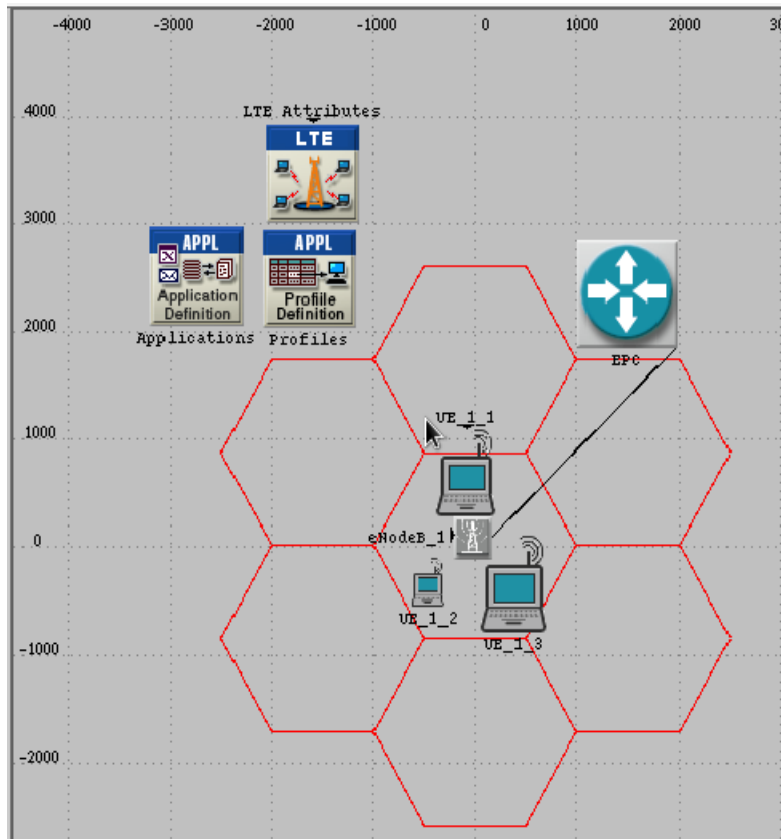 -4000 -3000 -2000 -1000 0 1000 2000
4000
LTE Attributes
LTE
3000
APPL APPL
Application Definition Profile Definition
2000
Applications Profiles
EPC
UE_1_1
1000
eNodeB_1
0
UE_1_2
UE_1_3
-1000
-2000